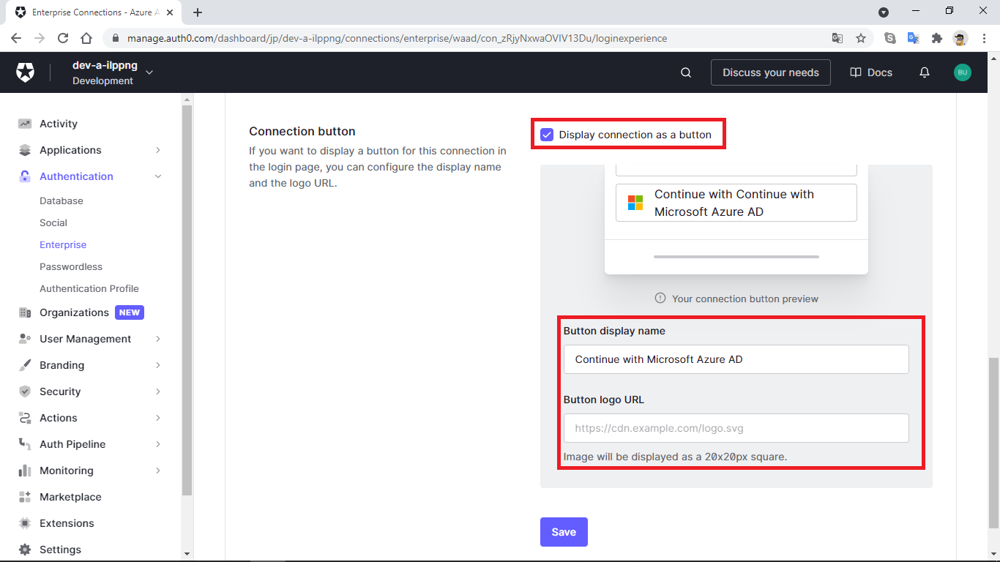 Enterprise Connections - Azure A
manage.auth0.com/dashboard/jp/dev-a-ilppng/connections/enterprise/waad/con_zRjyNxwaOVIV13Du/loginexperience
dev-a-ilppng
Development
Discuss your needs
Docs
BU
Activity
Applications
Authentication
Database
Social
Enterprise
Passwordless
Authentication Profile
Organizations NEW
User Management
Branding
Security
Actions
Auth Pipeline
Monitoring
Marketplace
Extensions
Settings
Connection button
If you want to display a button for this connection in
the login page, you can configure the display name
and the logo URL.
Display connection as a button
Continue with Continue with
Microsoft Azure AD
Your connection button preview
Button display name
Continue with Microsoft Azure AD
Button logo URL
https://cdn.example.com/logo.svg
Image will be displayed as a 20x20px square.
Save